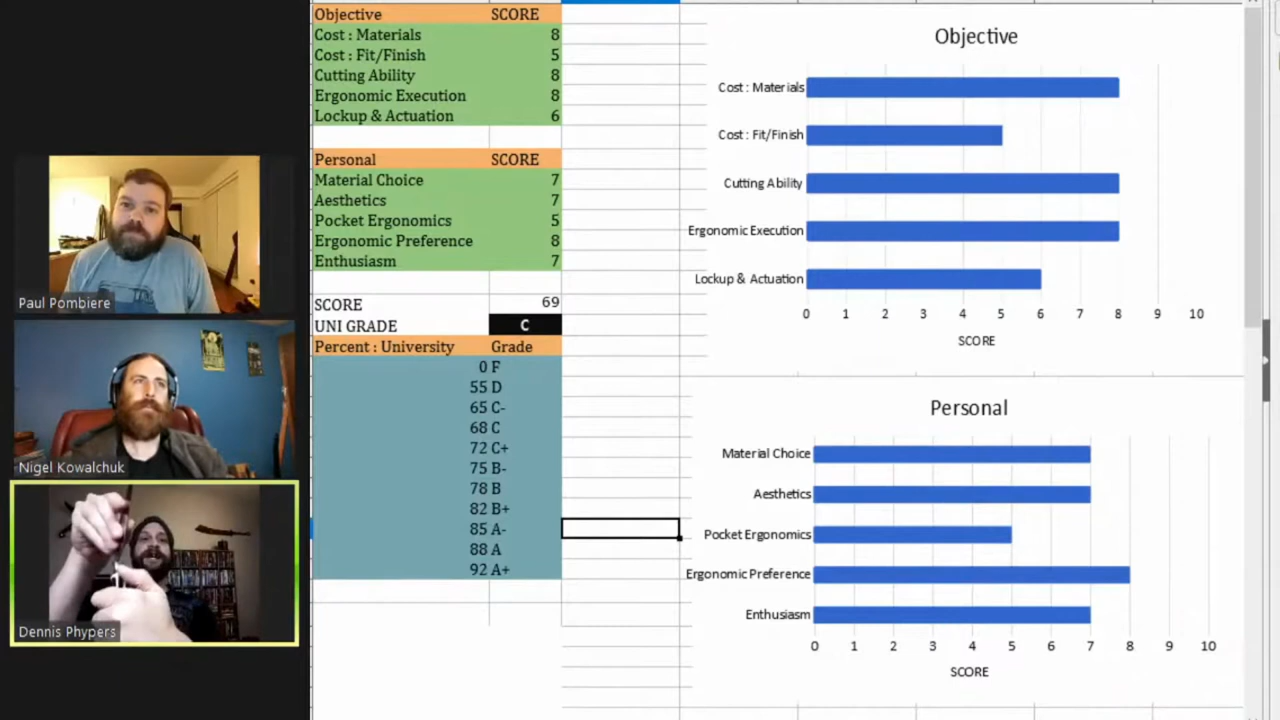 Objective SCORE
Cost : Materials 8
Cost : Fit/Finish 5
Cutting Ability 8
Ergonomic Execution 8
Lockup & Actuation 6
Personal SCORE
Material Choice 7
Aesthetics 7
Pocket Ergonomics 5
Ergonomic Preference 8
Enthusiasm 7
SCORE 69
UNI GRADE C
Percent : University Grade
0 F
55 D
65 C-
68 C
72 C+
75 B-
78 B
82 B+
85 A-
88 A
92 A+
Objective
Cost : Materials
Cost : Fit/Finish
Cutting Ability
Ergonomic Execution
Lockup & Actuation
0 1 2 3 4 5 6 7 8 9 10
SCORE
Personal
Material Choice
Aesthetics
Pocket Ergonomics
Ergonomic Preference
Enthusiasm
0 1 2 3 4 5 6 7 8 9 10
SCORE
Paul Pombiere
Nigel Kowalchuk
Dennis Phypers